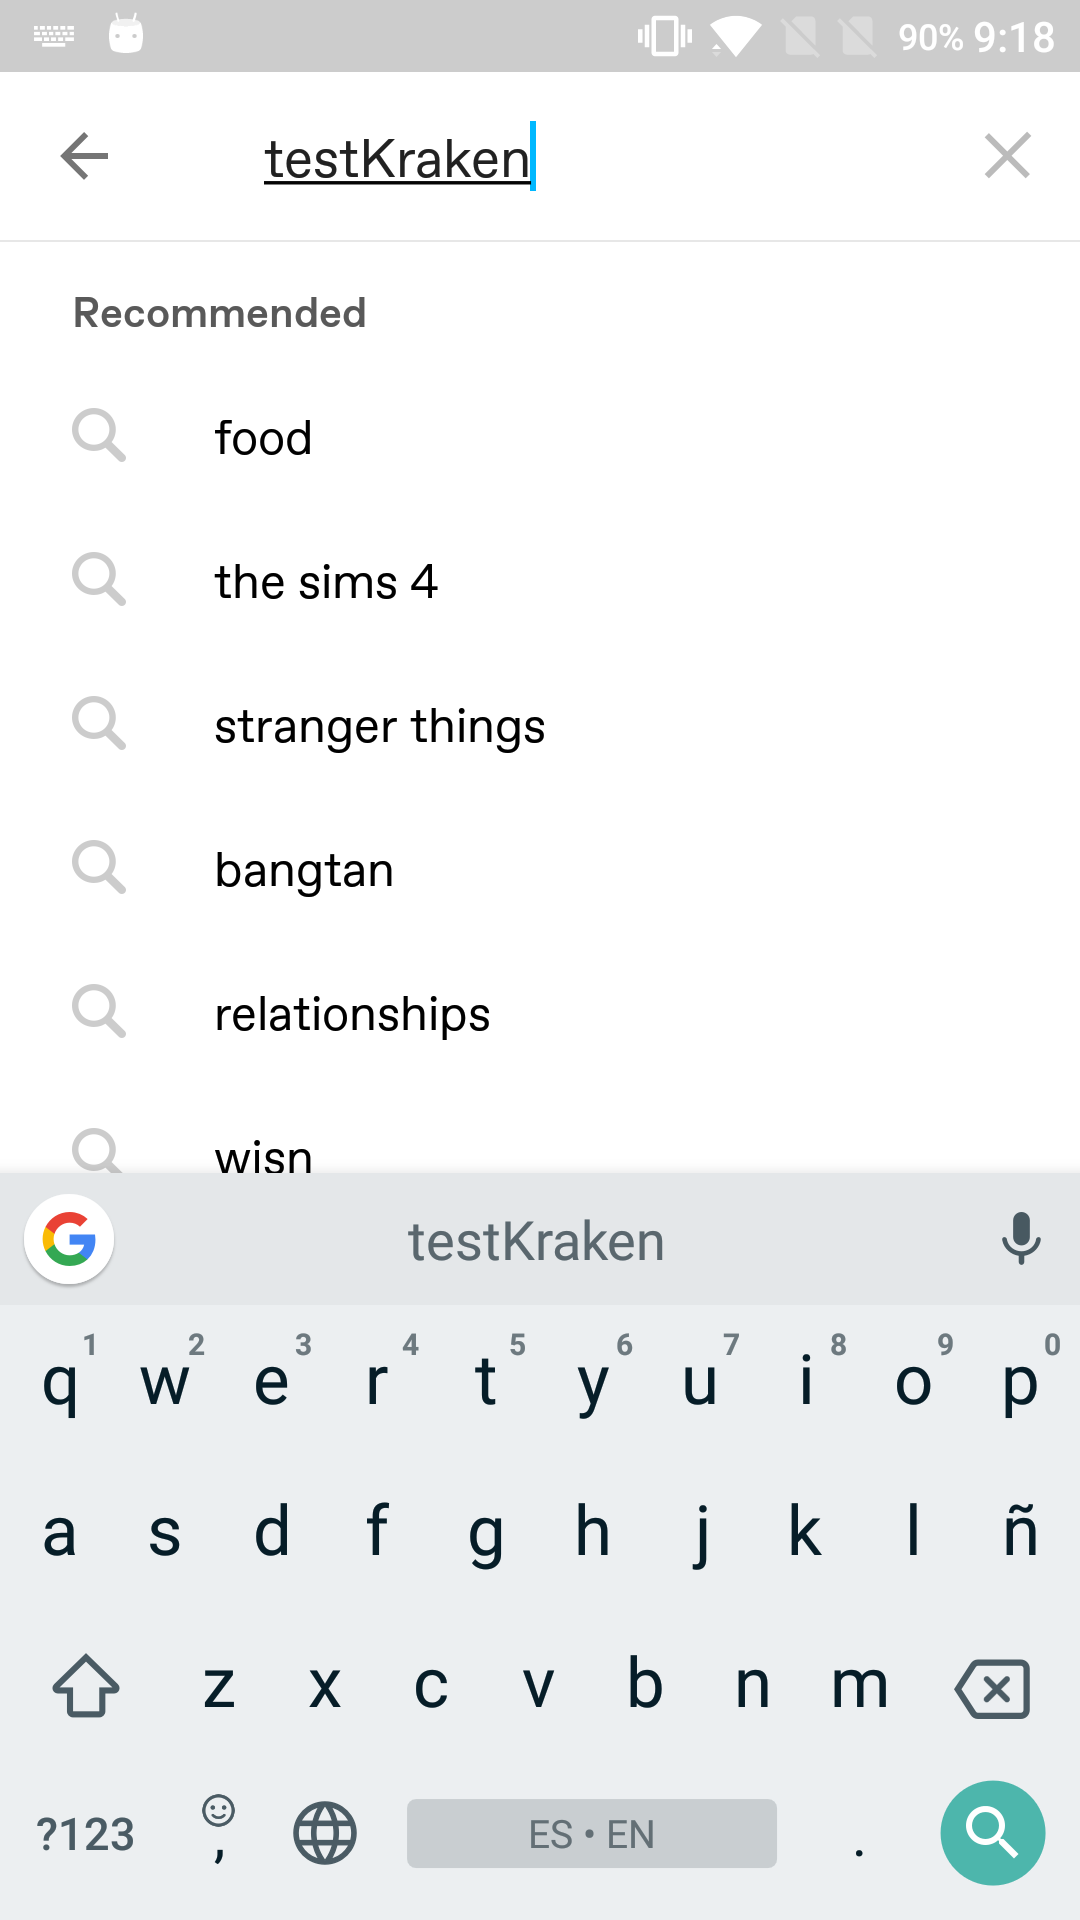 90% 9:18
testKraken
Recommended
food
the sims 4
stranger things
bangtan
relationships
wisn
testKraken
1 2 3 4 5 6 7 8 9 0
q w e r t y u i o p
a s d f g h j k l ñ
z x c v b n m
?123 , ES • EN .